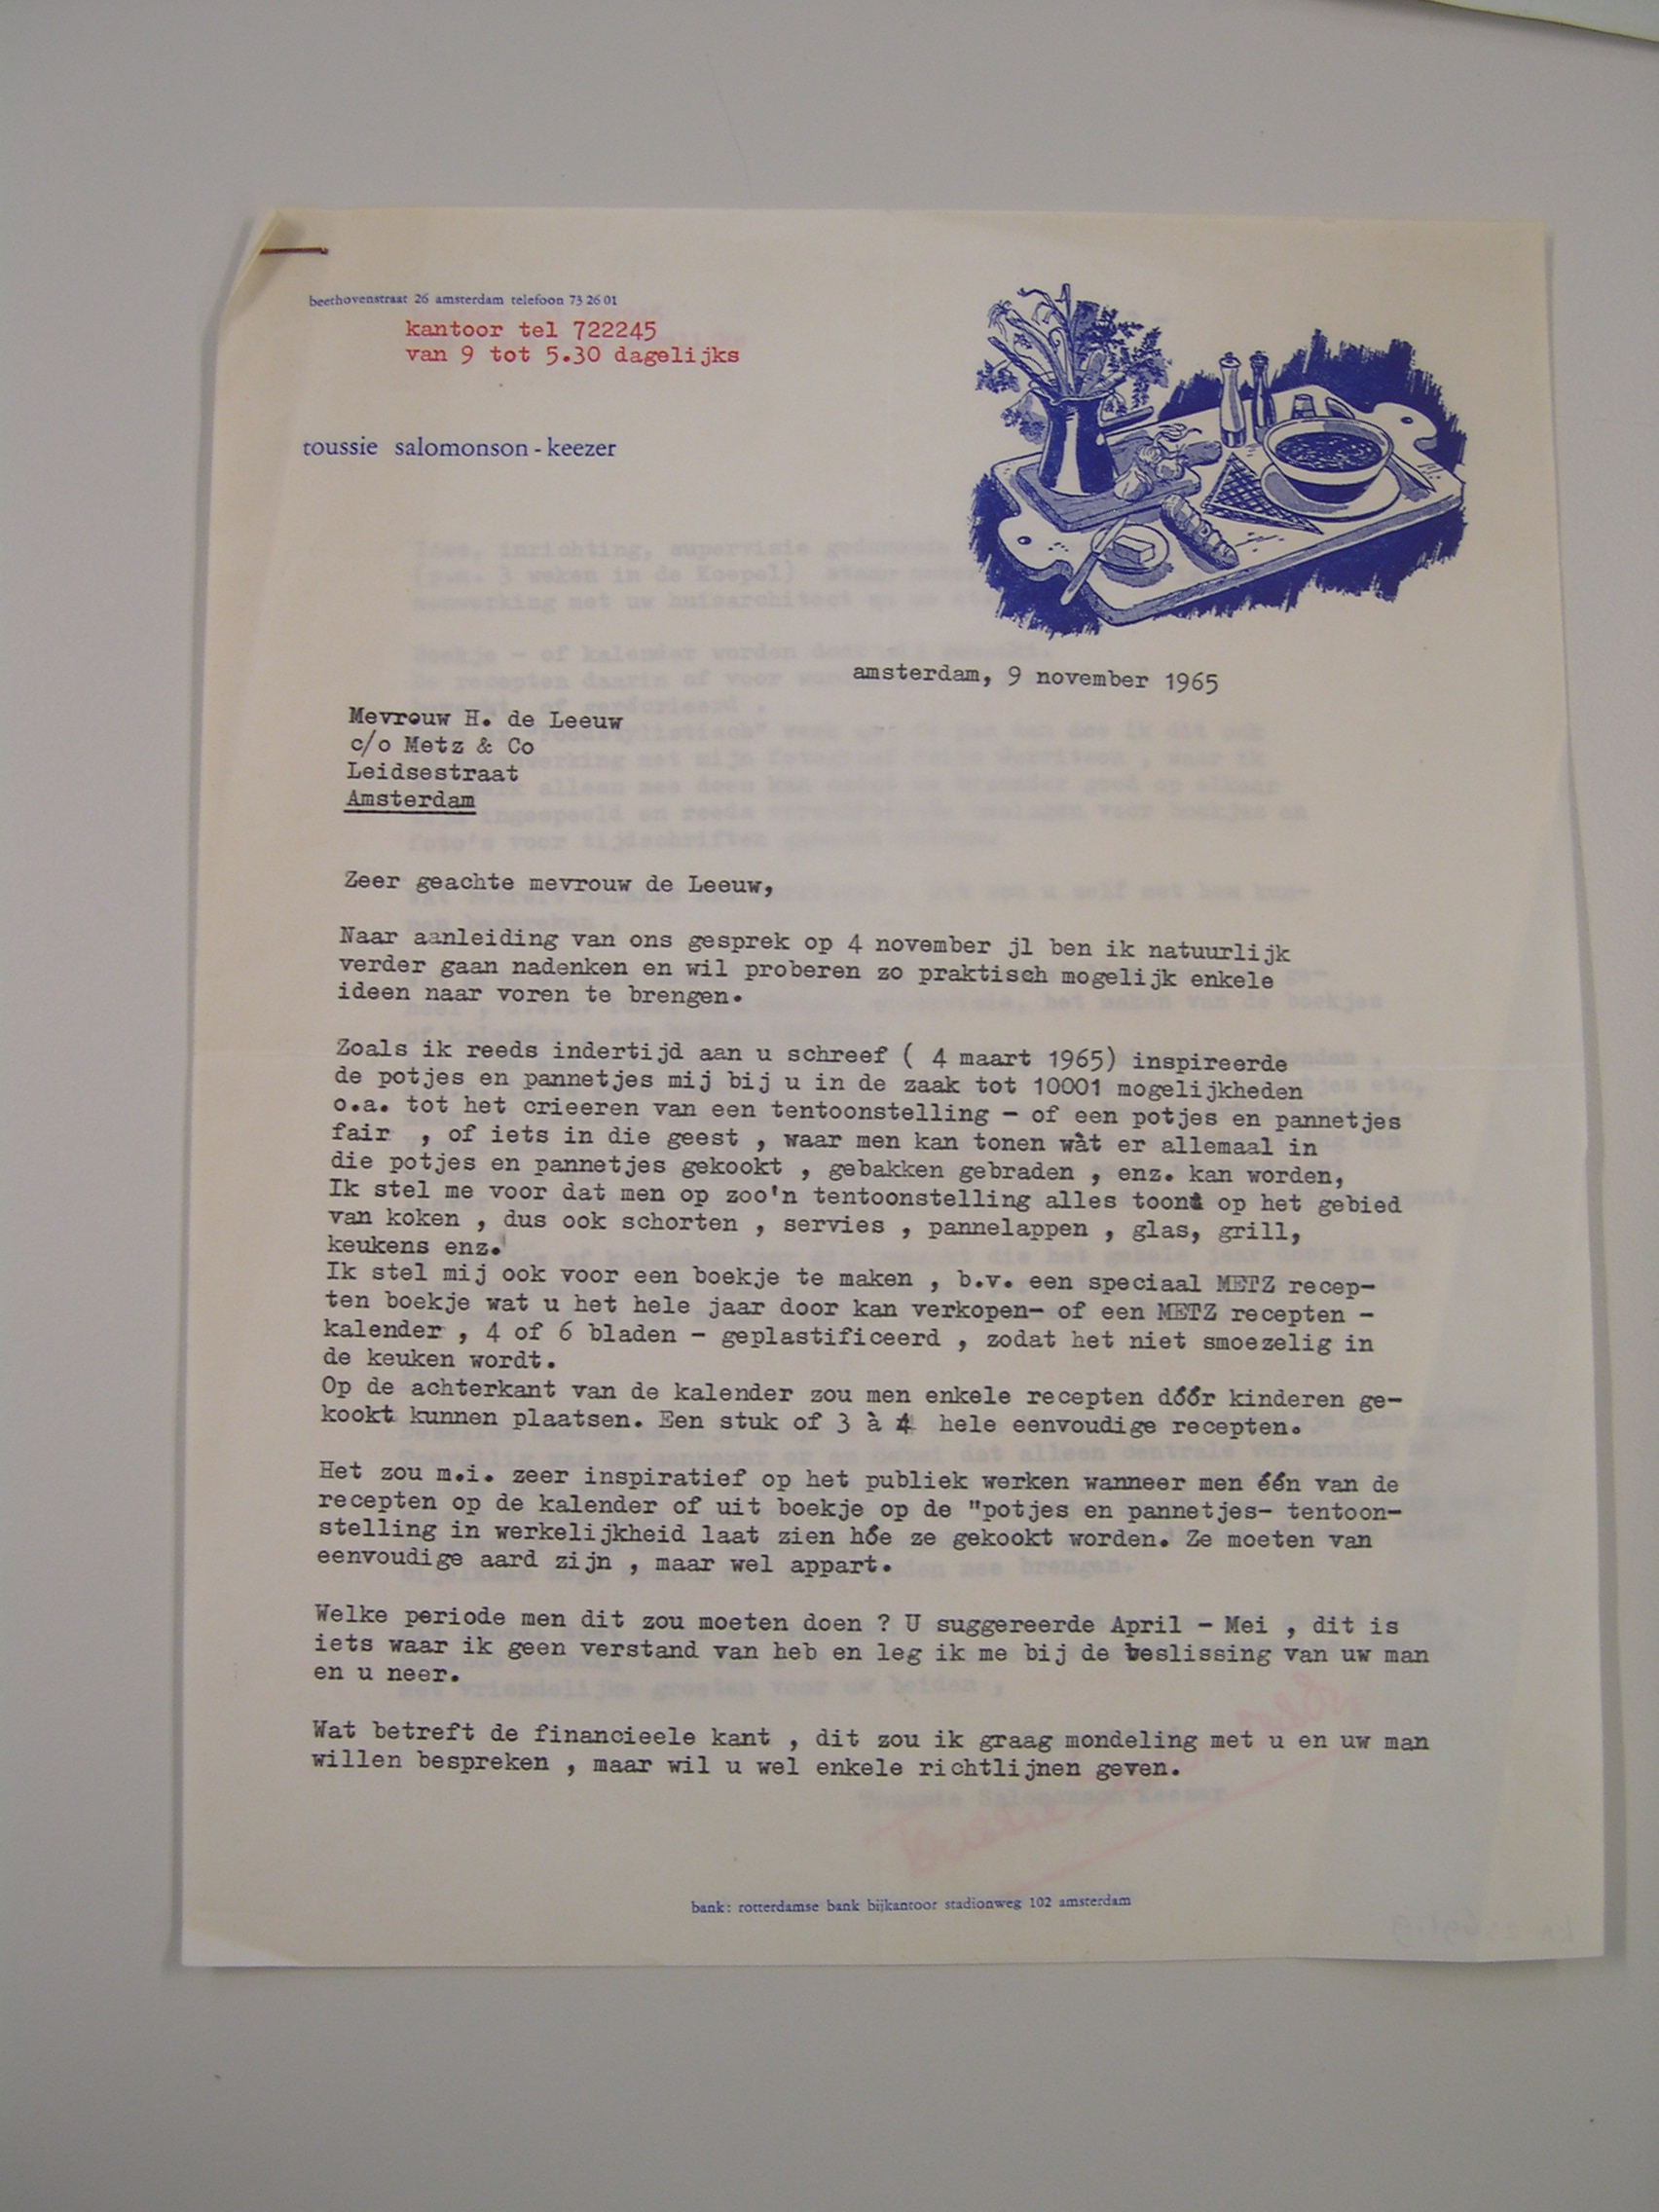 beethovenstraat 26 amsterdam telefoon 73 26 01
kantoor tel 722245
van 9 tot 5.30 dagelijks
toussie salomonson - keezer
amsterdam, 9 november 1965
Mevrouw H. de Leeuw
c/o Metz & Co
Leidsestraat
Amsterdam
Zeer geachte mevrouw de Leeuw,
Naar aanleiding van ons gesprek op 4 november jl ben ik natuurlijk
verder gaan nadenken en wil proberen zo praktisch mogelijk enkele
ideen naar voren te brengen.
Zoals ik reeds indertijd aan u schreef ( 4 maart 1965) inspireerde
de potjes en pannetjes mij bij u in de zaak tot 10001 mogelijkheden
o.a. tot het crieeren van een tentoonstelling - of een potjes en pannetjes
fair , of iets in die geest , waar men kan tonen wàt er allemaal in
die potjes en pannetjes gekookt , gebakken gebraden , enz. kan worden,
Ik stel me voor dat men op zoo'n tentoonstelling alles toont op het gebied
van koken , dus ook schorten , servies , pannelappen , glas, grill,
keukens enz.
Ik stel mij ook voor een boekje te maken , b.v. een speciaal METZ recep-
ten boekje wat u het hele jaar door kan verkopen- of een METZ recepten -
kalender , 4 of 6 bladen - geplastificeerd , zodat het niet smoezelig in
de keuken wordt.
Op de achterkant van de kalender zou men enkele recepten dóór kinderen ge-
kookt kunnen plaatsen. Een stuk of 3 à 4 hele eenvoudige recepten.
Het zou m.i. zeer inspiratief op het publiek werken wanneer men één van de
recepten op de kalender of uit boekje op de "potjes en pannetjes- tentoon-
stelling in werkelijkheid laat zien hóe ze gekookt worden. Ze moeten van
eenvoudige aard zijn , maar wel appart.
Welke periode men dit zou moeten doen ? U suggereerde April - Mei , dit is
iets waar ik geen verstand van heb en leg ik me bij de beslissing van uw man
en u neer.
Wat betreft de financieele kant , dit zou ik graag mondeling met u en uw man
willen bespreken , maar wil u wel enkele richtlijnen geven.
bank: rotterdamse bank bijkantoor stadionweg 102 amsterdam